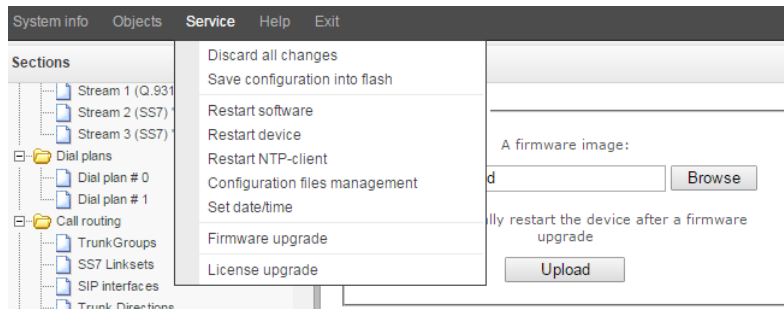 System info Objects Service Help Exit
Sections
Discard all changes
Save configuration into flash
Restart software
Restart device
Restart NTP-client
Configuration files management
Set date/time
Firmware upgrade
License upgrade
Stream 1 (Q.931
Stream 2 (SS7)
Stream 3 (SS7)
Dial plans
Dial plan # 0
Dial plan # 1
Call routing
TrunkGroups
SS7 Linksets
SIP interfaces
Trunk Directions
A firmware image:
d Browse
lly restart the device after a firmware
upgrade
Upload